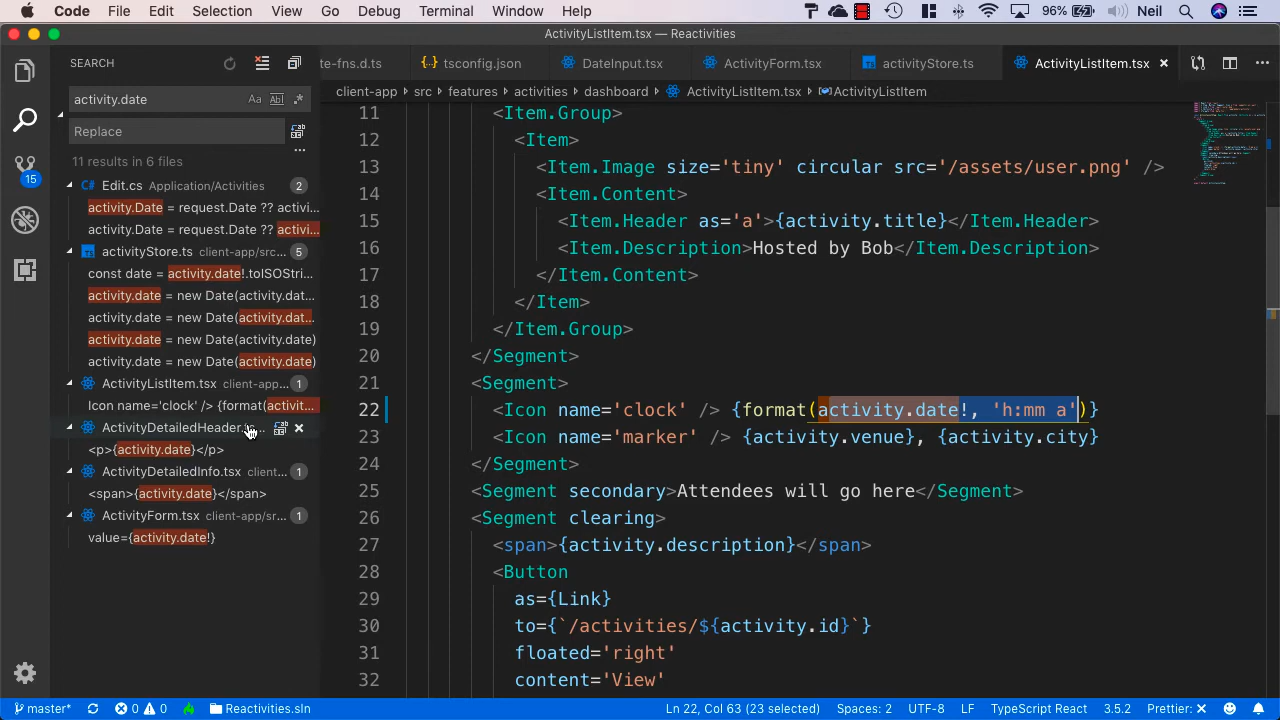 Code File Edit Selection View Go Debug Terminal Window Help 96% Neil
ActivityListItem.tsx — Reactivities
SEARCH
te-fns.d.ts tsconfig.json DateInput.tsx ActivityForm.tsx activityStore.ts ActivityListItem.tsx
client-app › src › features › activities › dashboard › ActivityListItem.tsx › ActivityListItem
activity.date Aa Abl .*
Replace
11 results in 6 files
Edit.cs Application/Activities 2
activity.Date = request.Date ?? activi...
activity.Date = request.Date ?? activi...
activityStore.ts client-app/src... 5
const date = activity.date!.toISOStri...
activity.date = new Date(activity.dat...
activity.date = new Date(activity.dat...
activity.date = new Date(activity.date)
activity.date = new Date(activity.date)
ActivityListItem.tsx client-app... 1
Icon name='clock' /> {format(activit...
ActivityDetailedHeader.
<p>{activity.date}</p>
ActivityDetailedInfo.tsx client... 1
<span>{activity.date}</span>
ActivityForm.tsx client-app/sr... 1
value={activity.date!}
15
11 <Item.Group>
12 <Item>
13 <Item.Image size='tiny' circular src='/assets/user.png' />
14 <Item.Content>
15 <Item.Header as='a'>{activity.title}</Item.Header>
16 <Item.Description>Hosted by Bob</Item.Description>
17 </Item.Content>
18 </Item>
19 </Item.Group>
20 </Segment>
21 <Segment>
22 <Icon name='clock' /> {format(activity.date!, 'h:mm a')}
23 <Icon name='marker' /> {activity.venue}, {activity.city}
24 </Segment>
25 <Segment secondary>Attendees will go here</Segment>
26 <Segment clearing>
27 <span>{activity.description}</span>
28 <Button
29 as={Link}
30 to={`/activities/${activity.id}`}
31 floated='right'
32 content='View'
master* 0 0 Reactivities.sln Ln 22, Col 63 (23 selected) Spaces: 2 UTF-8 LF TypeScript React 3.5.2 Prettier: ×